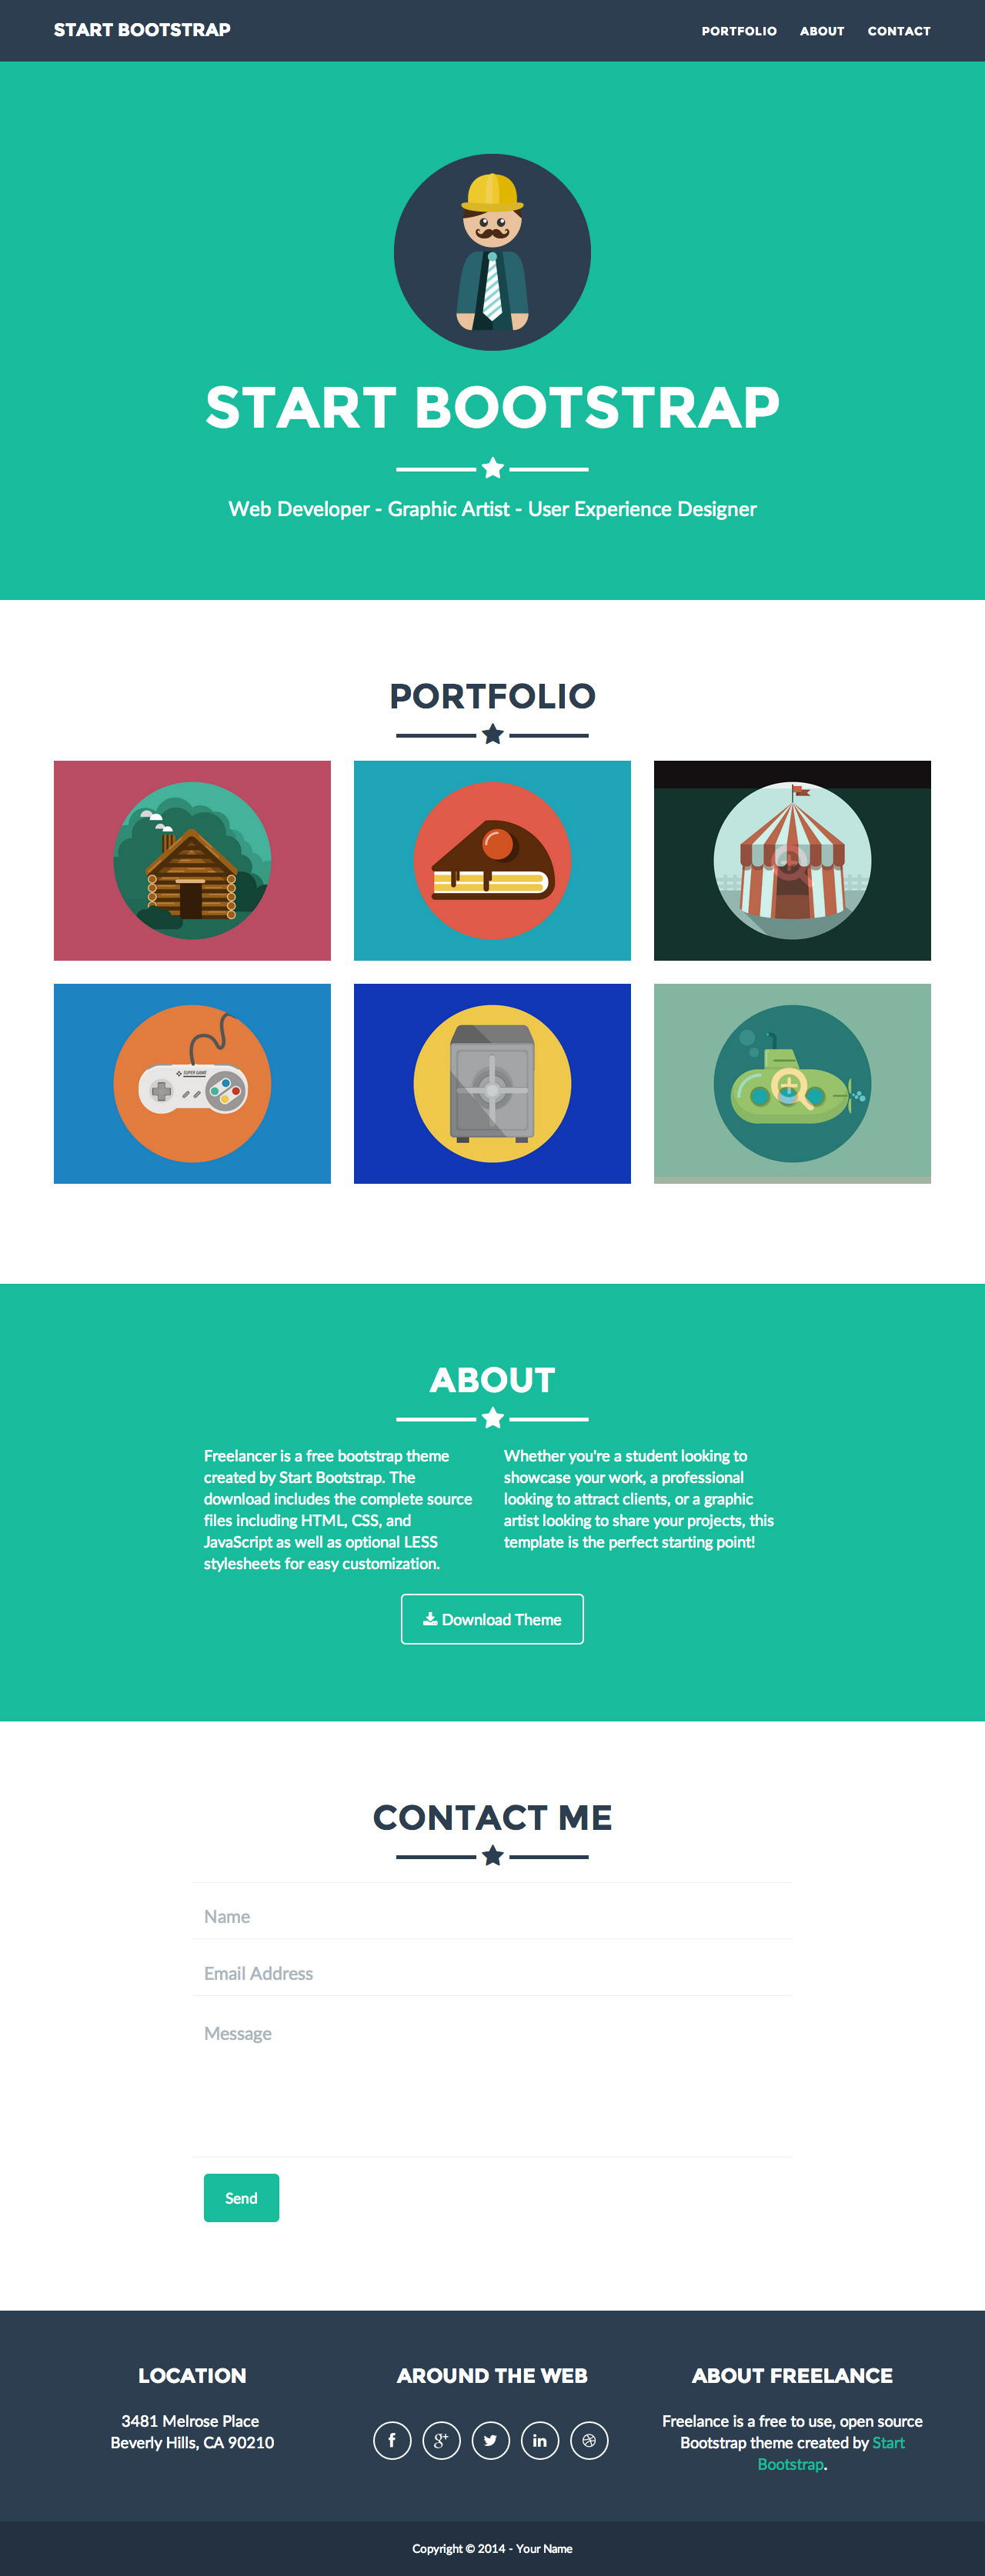 START BOOTSTRAP
PORTFOLIO
ABOUT
CONTACT
START BOOTSTRAP
Web Developer - Graphic Artist - User Experience Designer
PORTFOLIO
SUPER GAME
ABOUT
Freelancer is a free bootstrap theme
created by Start Bootstrap. The
download includes the complete source
files including HTML, CSS, and
JavaScript as well as optional LESS
stylesheets for easy customization.
Whether you're a student looking to
showcase your work, a professional
looking to attract clients, or a graphic
artist looking to share your projects, this
template is the perfect starting point!
Download Theme
CONTACT ME
Name
Email Address
Message
Send
LOCATION
3481 Melrose Place
Beverly Hills, CA 90210
AROUND THE WEB
ABOUT FREELANCE
Freelance is a free to use, open source
Bootstrap theme created by Start
Bootstrap.
Copyright © 2014 - Your Name